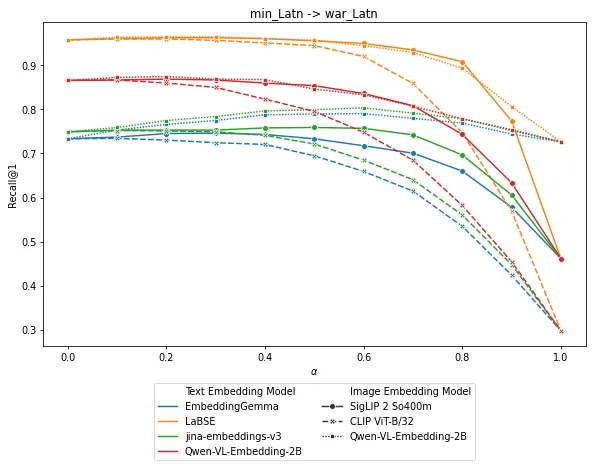 min_Latn -> war_Latn
Recall@1
0.9
0.8
0.7
0.6
0.5
0.4
0.3
0.0 0.2 0.4 0.6 0.8 1.0
α
Text Embedding Model Image Embedding Model
EmbeddingGemma SigLIP 2 So400m
LaBSE CLIP ViT-B/32
jina-embeddings-v3 Qwen-VL-Embedding-2B
Qwen-VL-Embedding-2B